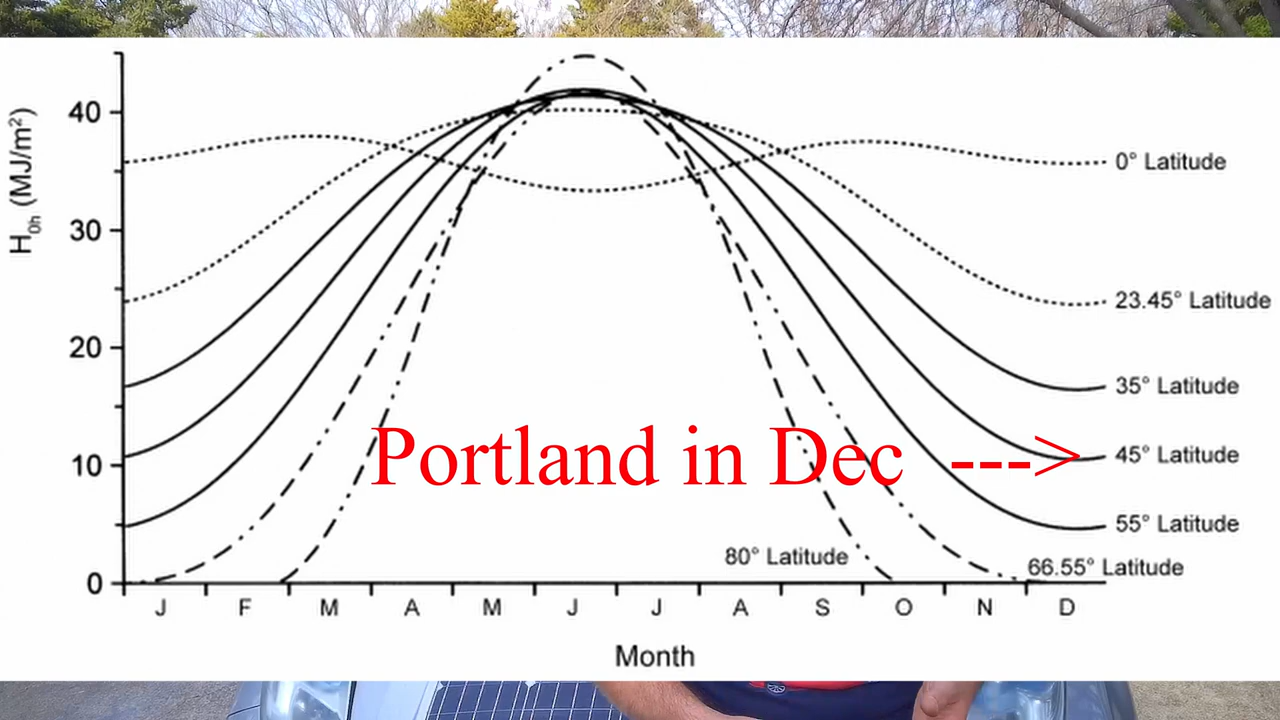 H0h (MJ/m²)
40
30
20
10
0
0° Latitude
23.45° Latitude
35° Latitude
Portland in Dec --->
45° Latitude
55° Latitude
80° Latitude
66.55° Latitude
J F M A M J J A S O N D
Month